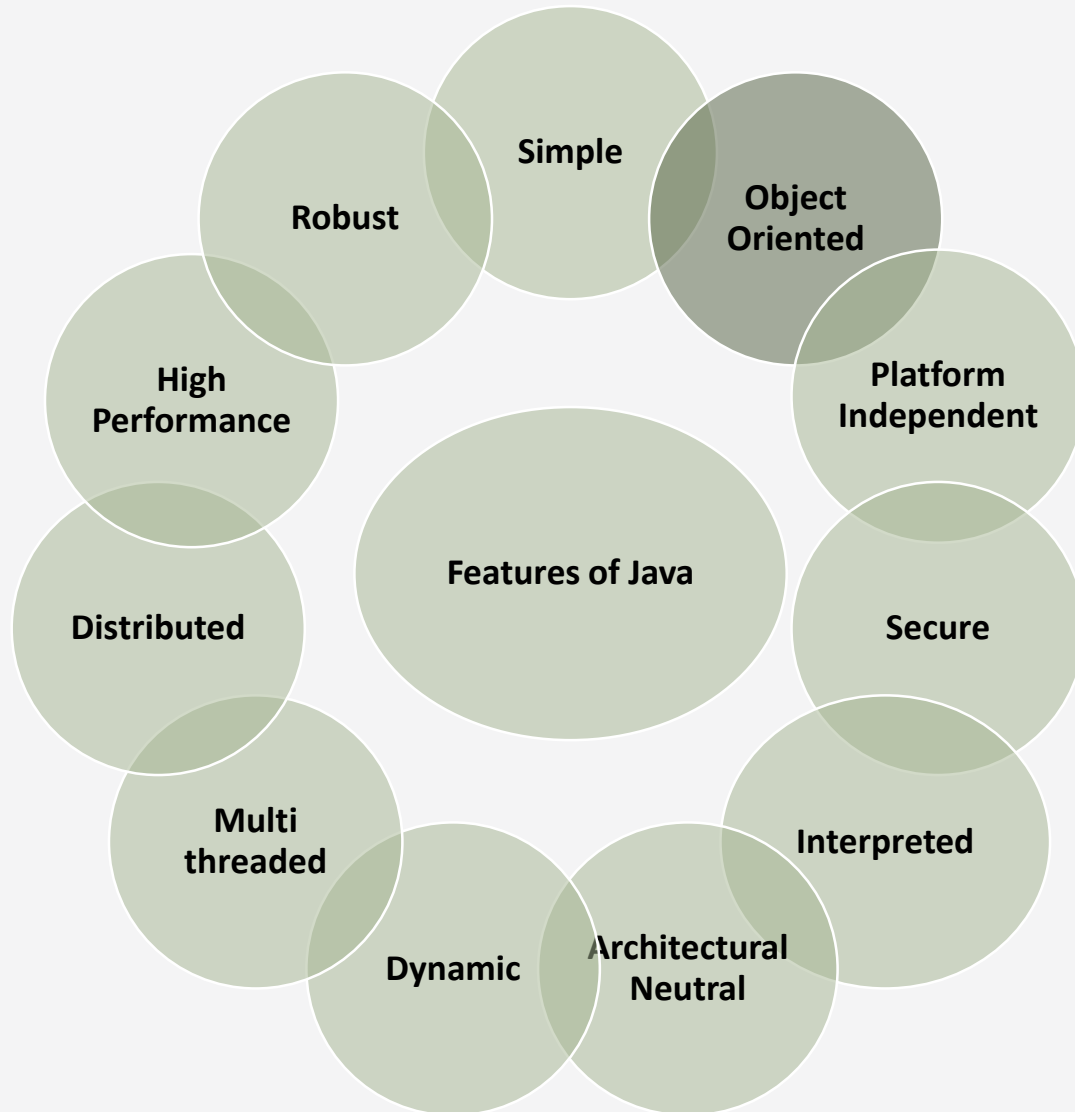 Simple
Object
Oriented
Platform
Independent
Secure
Interpreted
Architectural
Neutral
Dynamic
Multi
threaded
Distributed
High
Performance
Robust
Features of Java